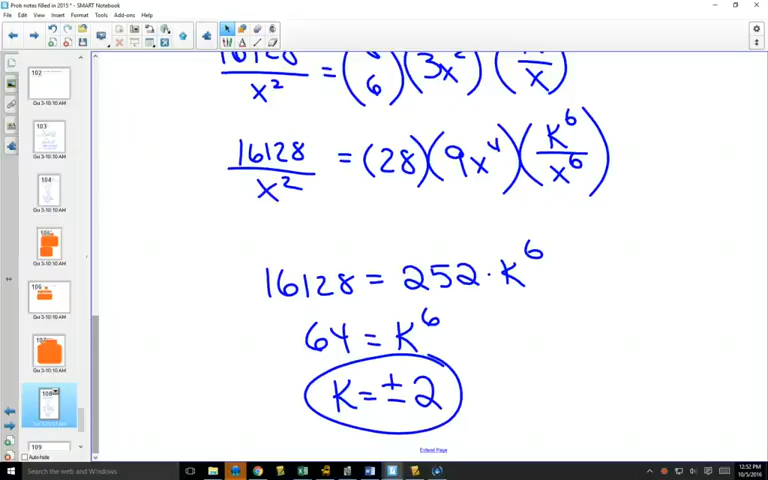 Prob notes filled in 2015 * - SMART Notebook
File Edit View Insert Format Tools Add-ons Help
102
Oct 3-10:10 AM
103
Oct 3-10:10 AM
104
Oct 3-10:10 AM
Oct 3-10:10 AM
106
Oct 3-10:10 AM
Oct 3-10:10 AM
108
109
Auto-hide
16128/x² = (28)(9x⁴)(K⁶/x⁶)
16128 = 252 · K⁶
64 = K⁶
K = ± 2
Extend Page
Search the web and Windows
12:52 PM
10/5/2016